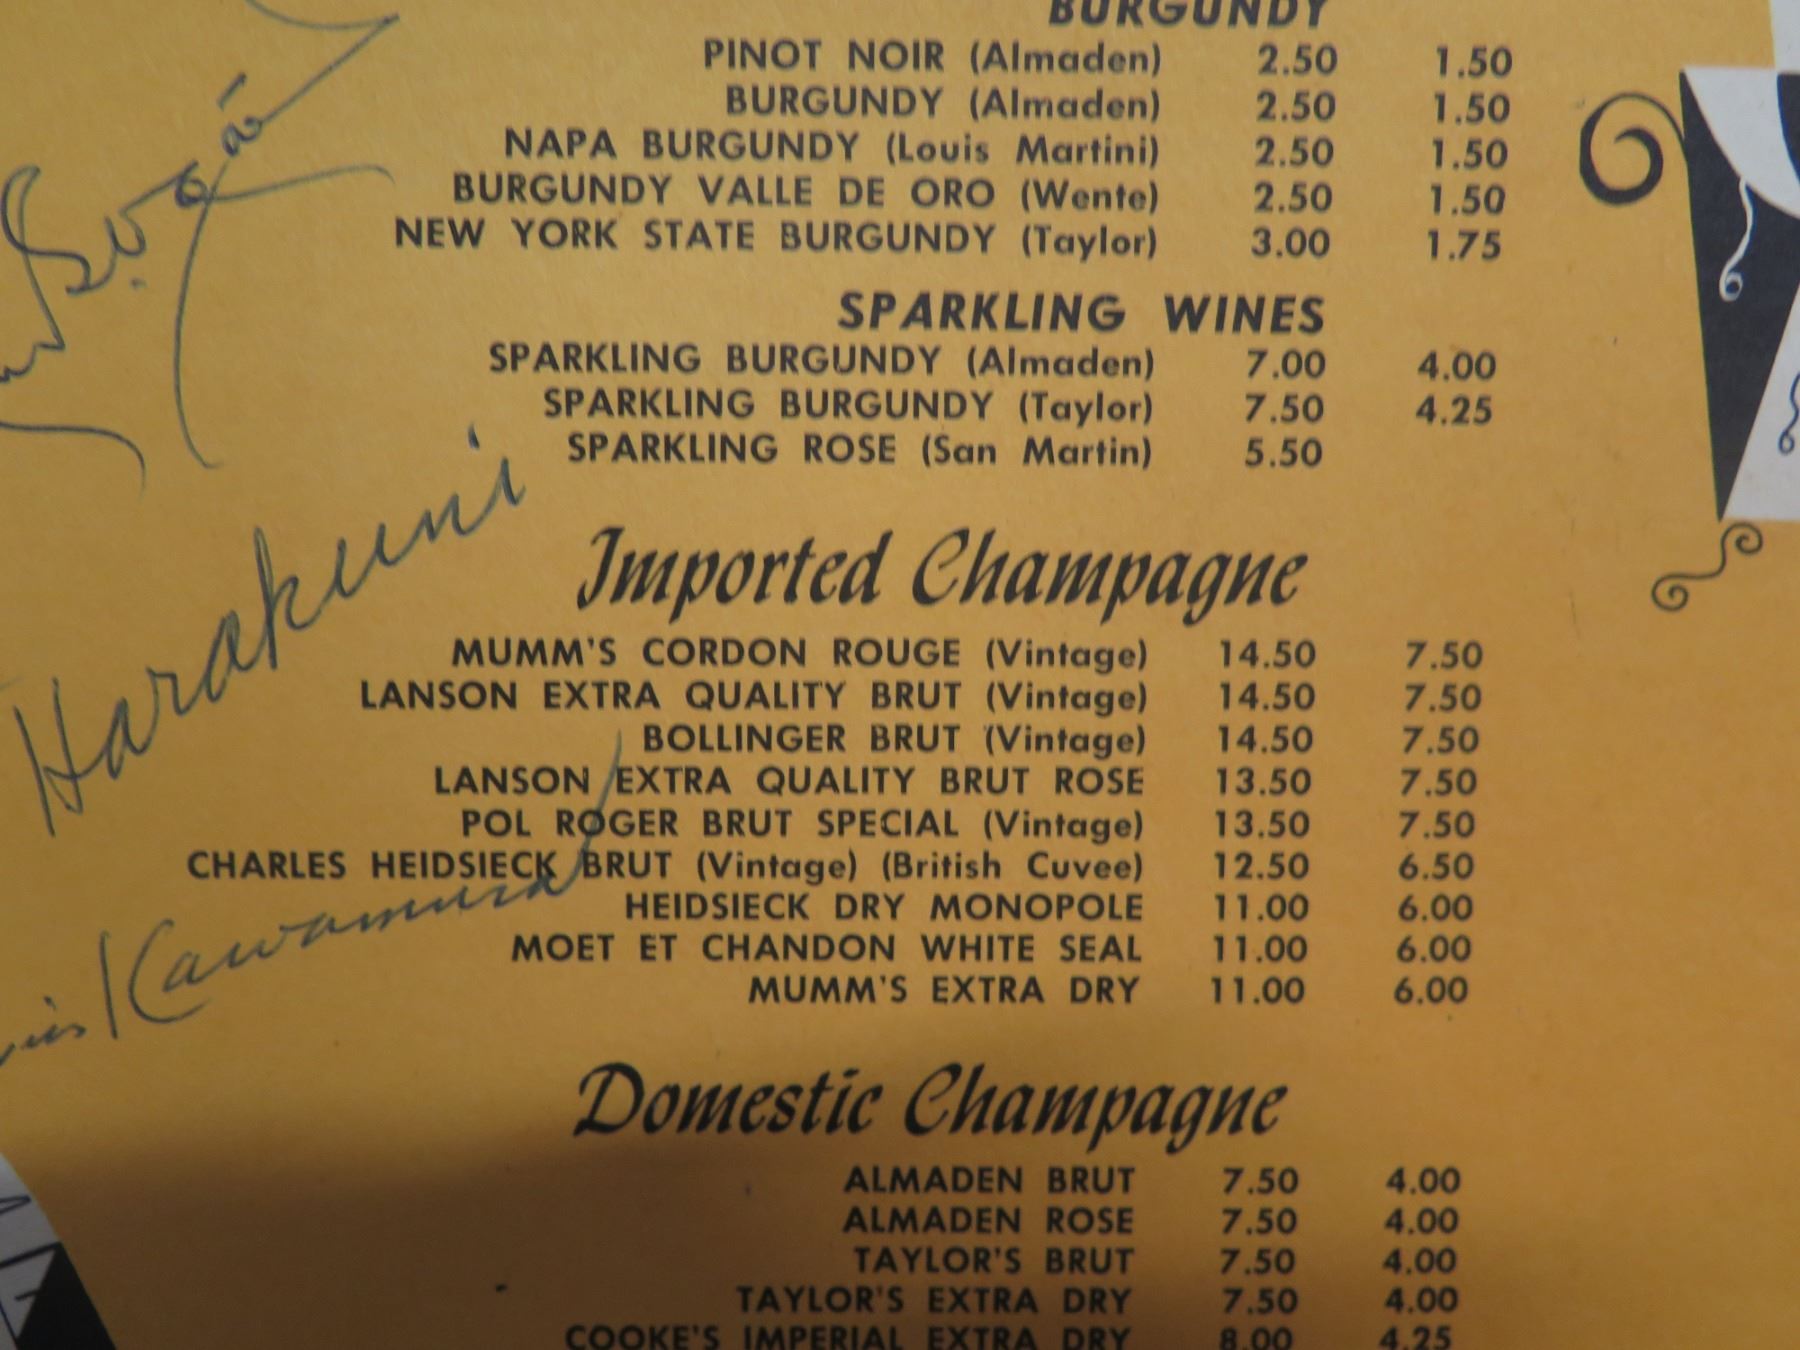 BURGUNDY
PINOT NOIR (Almaden) 2.50 1.50
BURGUNDY (Almaden) 2.50 1.50
NAPA BURGUNDY (Louis Martini) 2.50 1.50
BURGUNDY VALLE DE ORO (Wente) 2.50 1.50
NEW YORK STATE BURGUNDY (Taylor) 3.00 1.75
SPARKLING WINES
SPARKLING BURGUNDY (Almaden) 7.00 4.00
SPARKLING BURGUNDY (Taylor) 7.50 4.25
SPARKLING ROSE (San Martin) 5.50
Harakuni
Imported Champagne
MUMM'S CORDON ROUGE (Vintage) 14.50 7.50
LANSON EXTRA QUALITY BRUT (Vintage) 14.50 7.50
BOLLINGER BRUT (Vintage) 14.50 7.50
LANSON EXTRA QUALITY BRUT ROSE 13.50 7.50
POL ROGER BRUT SPECIAL (Vintage) 13.50 7.50
CHARLES HEIDSIECK BRUT (Vintage) (British Cuvee) 12.50 6.50
HEIDSIECK DRY MONOPOLE 11.00 6.00
MOET ET CHANDON WHITE SEAL 11.00 6.00
MUMM'S EXTRA DRY 11.00 6.00
Kawamura
Domestic Champagne
ALMADEN BRUT 7.50 4.00
ALMADEN ROSE 7.50 4.00
TAYLOR'S BRUT 7.50 4.00
TAYLOR'S EXTRA DRY 7.50 4.00
COOKE'S IMPERIAL EXTRA DRY 8.00 4.25